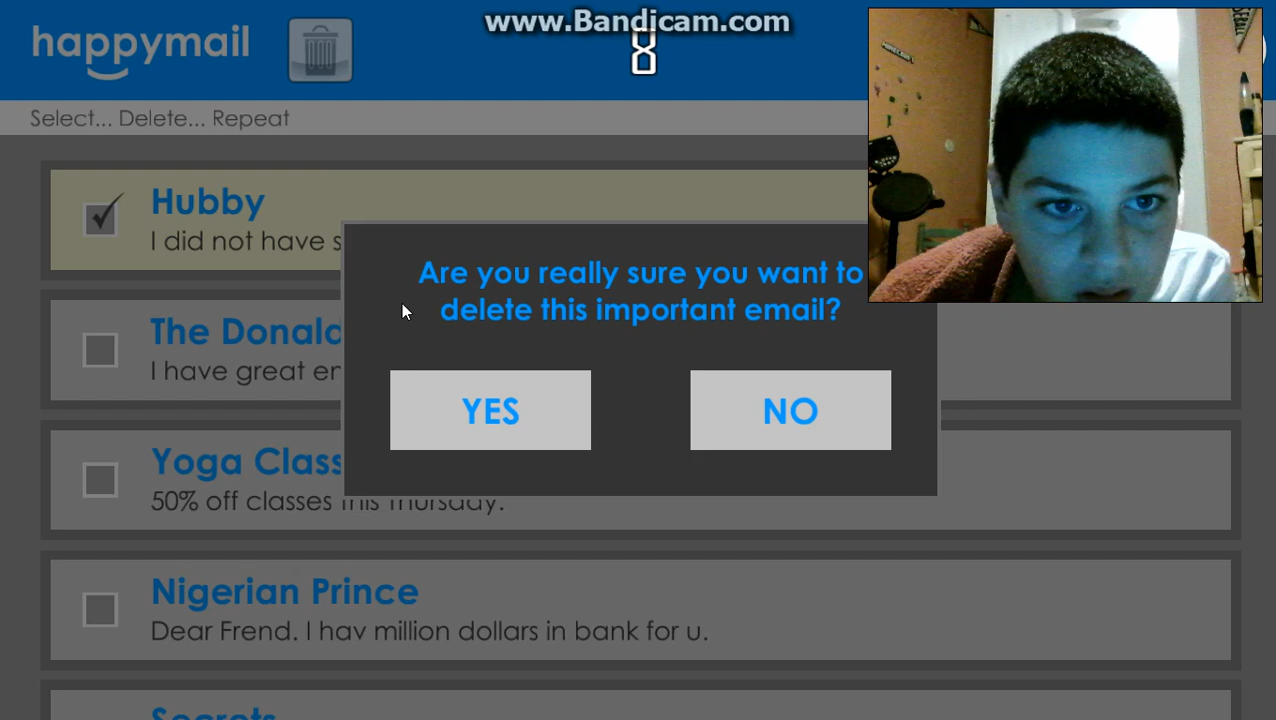 www.Bandicam.com
happymail
8
Select... Delete... Repeat
Hubby
I did not have s
Are you really sure you want to
delete this important email?
The Donald
I have great
YES
NO
Yoga Class
50% off classes this Thursday.
Nigerian Prince
Dear Frend. I hav million dollars in bank for u.
Secrets